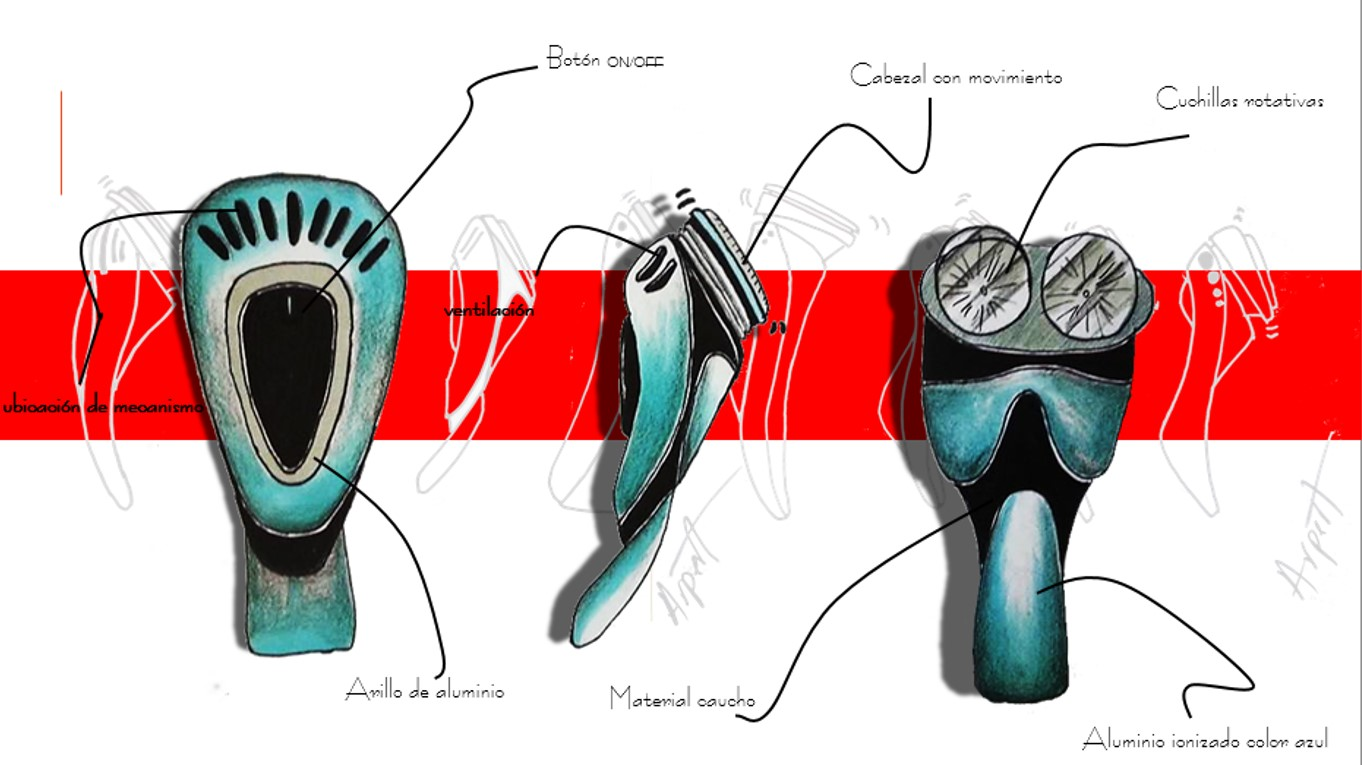 Botón ON/OFF
Cabezal con movimiento
Cuchillas rotativas
ventilación
ubicación de mecanismo
Arillo de aluminio
Material caucho
Aluminio ionizado color azul